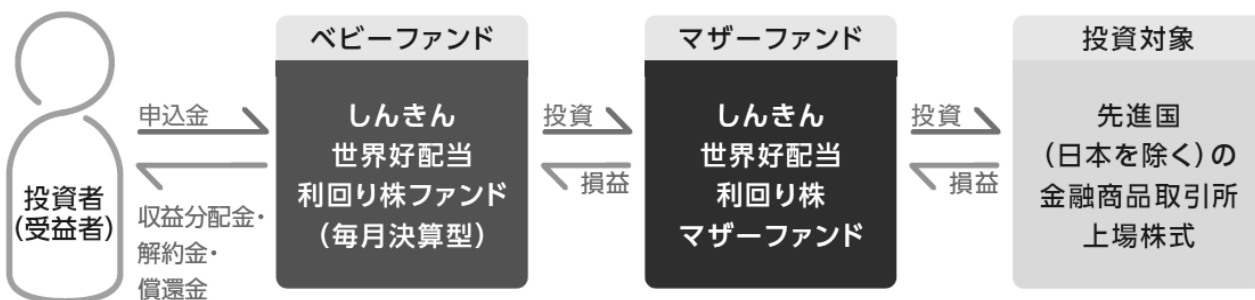 投資者
(受益者)
申込金
収益分配金・
解約金・
償還金
ベビーファンド
しんきん
世界好配当
利回り株ファンド
(毎月決算型)
投資
損益
マザーファンド
しんきん
世界好配当
利回り株
マザーファンド
投資
損益
投資対象
先進国
(日本を除く)の
金融商品取引所
上場株式